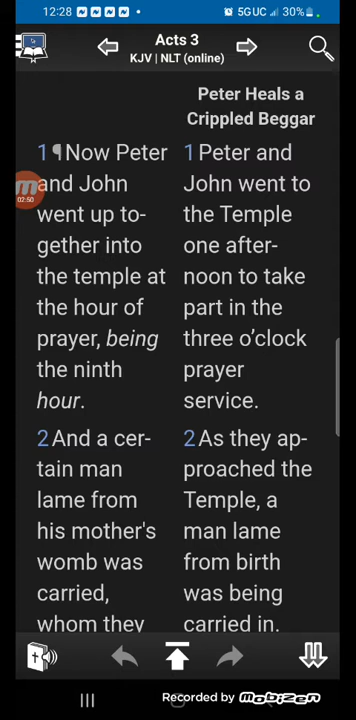 12:28 N N N N 5GUC 30%
Acts 3
KJV | NLT (online)
Peter Heals a
Crippled Beggar
1 ¶Now Peter
and John
went up to-
gether into
the temple at
the hour of
prayer, being
the ninth
hour.
2 And a cer-
tain man
lame from
his mother's
womb was
carried,
whom they
1 Peter and
John went to
the Temple
one after-
noon to take
part in the
three o’clock
prayer
service.
2 As they ap-
proached the
Temple, a
man lame
from birth
was being
carried in.
02:50
Recorded by mobizen